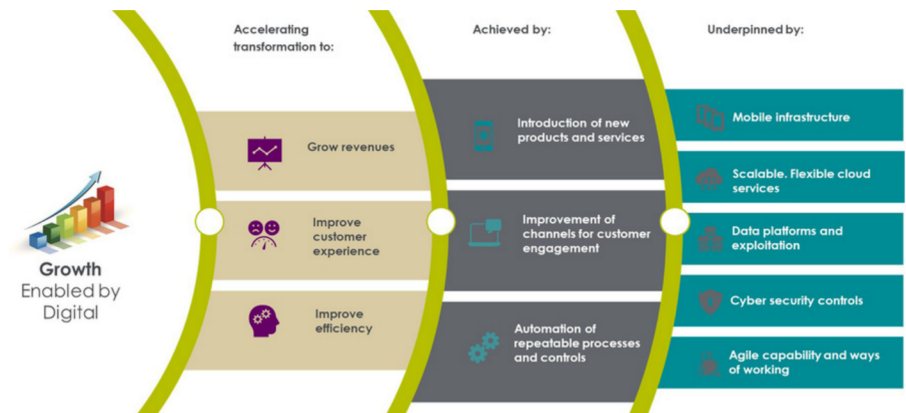 Growth
Enabled by
Digital
Accelerating
transformation to:
Grow revenues
Improve
customer
experience
Improve
efficiency
Achieved by:
Introduction of new
products and services
Improvement of
channels for customer
engagement
Automation of
repeatable processes
and controls
Underpinned by:
Mobile infrastructure
Scalable. Flexible cloud
services
Data platforms and
exploitation
Cyber security controls
Agile capability and ways
of working